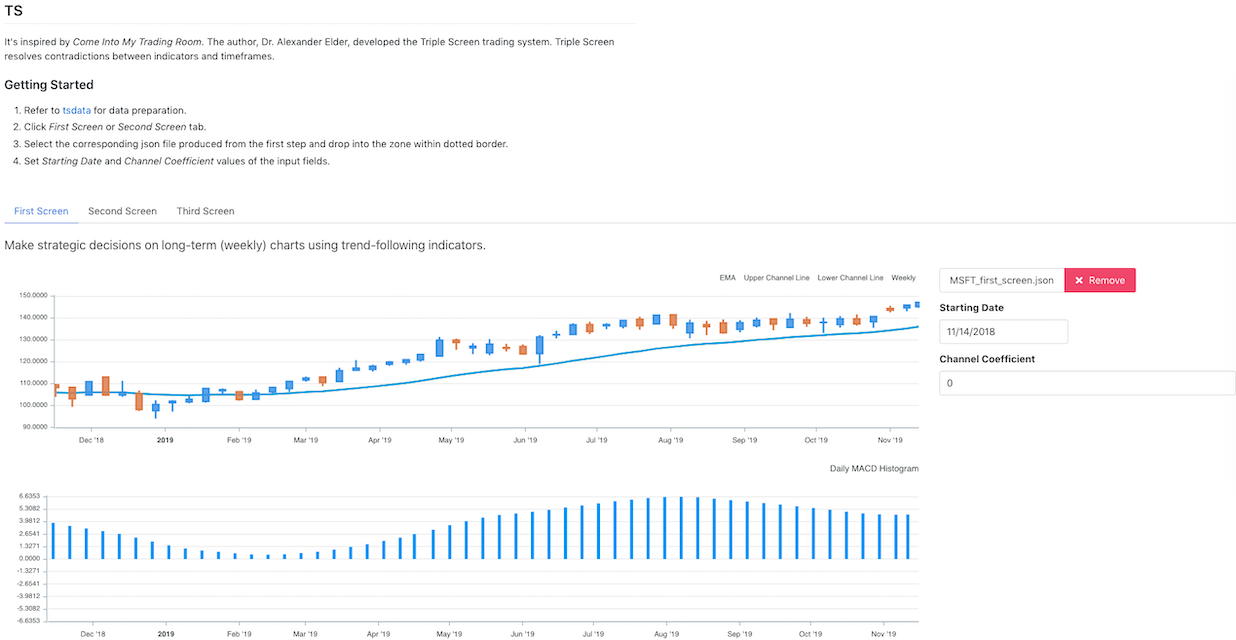 TS
It's inspired by Come Into My Trading Room. The author, Dr. Alexander Elder, developed the Triple Screen trading system. Triple Screen
resolves contradictions between indicators and timeframes.
Getting Started
1. Refer to tsdata for data preparation.
2. Click First Screen or Second Screen tab.
3. Select the corresponding json file produced from the first step and drop into the zone within dotted border.
4. Set Starting Date and Channel Coefficient values of the input fields.
First Screen Second Screen Third Screen
Make strategic decisions on long-term (weekly) charts using trend-following indicators.
EMA Upper Channel Line Lower Channel Line Weekly
150.0000
140.0000
130.0000
120.0000
110.0000
100.0000
90.0000
Dec '18 2019 Feb '19 Mar '19 Apr '19 May '19 Jun '19 Jul '19 Aug '19 Sep '19 Oct '19 Nov '19
MSFT_first_screen.json Remove
Starting Date
11/14/2018
Channel Coefficient
0
Daily MACD Histogram
6.6353
5.3082
3.9812
2.6541
1.3271
0.0000
-1.3271
-2.6541
-3.9812
-5.3082
-6.6353
Dec '18 2019 Feb '19 Mar '19 Apr '19 May '19 Jun '19 Jul '19 Aug '19 Sep '19 Oct '19 Nov '19